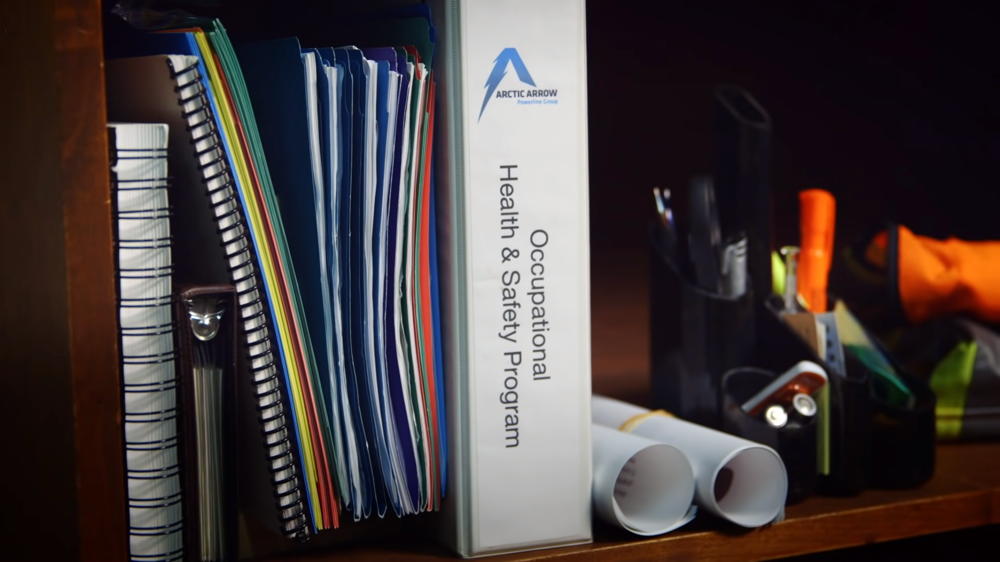 ARCTIC ARROW
Powerline Group
Occupational
Health & Safety Program